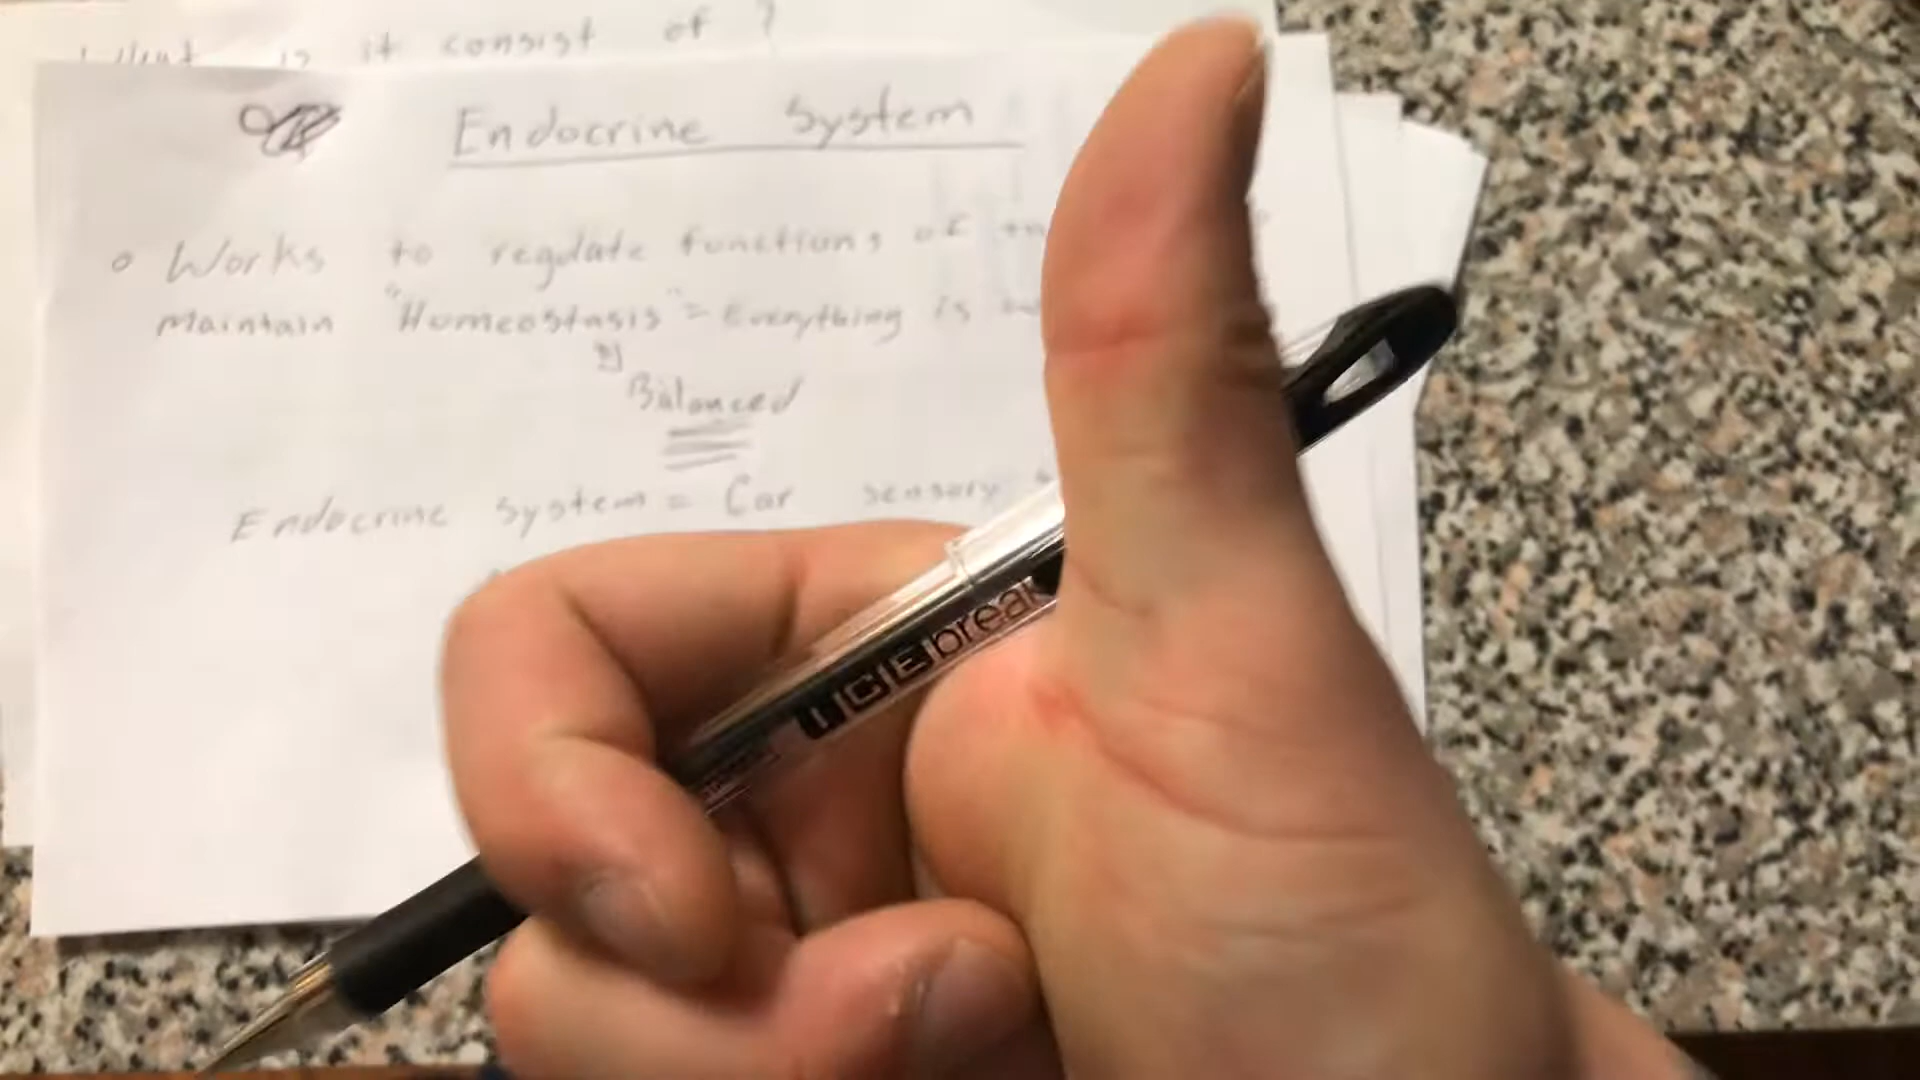 it consist of ?
Endocrine System
Works to regulate functions of
Maintain "Homeostasis" = Everything is
Balanced
Endocrine system = Car sensory
ICEbreak